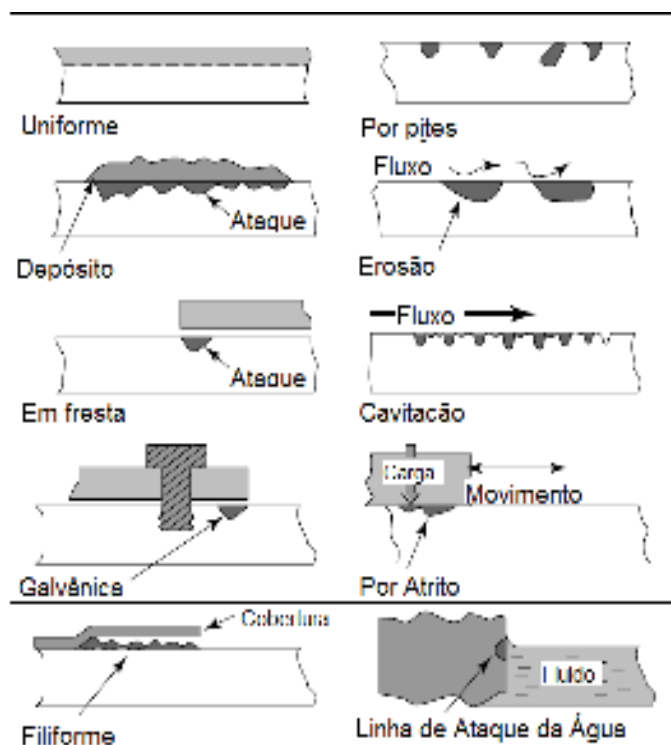 Uniforme
Por pites
Ataque
Depósito
Fluxo
Erosão
Ataque
Em fresta
Fluxo
Cavitação
Galvânica
Carga
Movimento
Por Atrito
Cobertura
Filiforme
Fluido
Linha de Ataque da Água